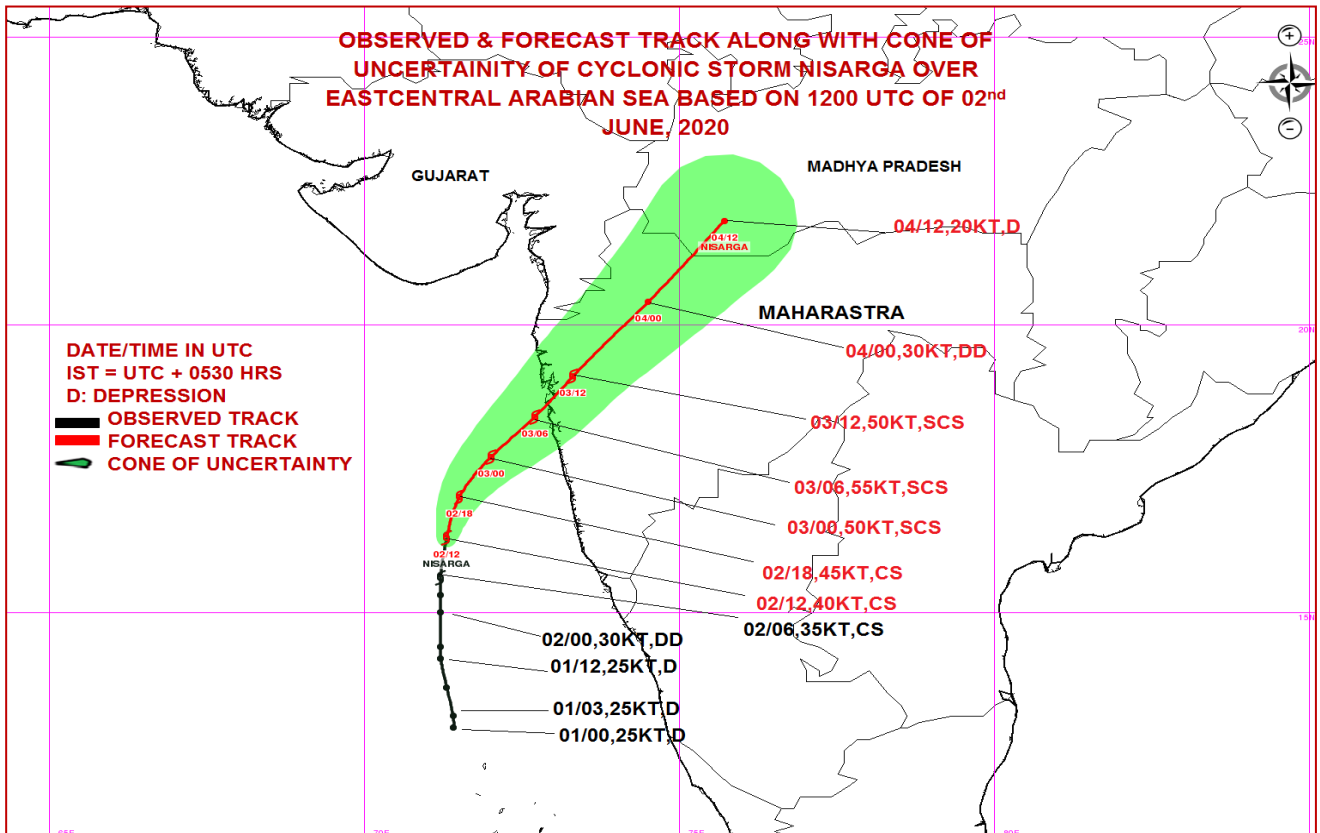 OBSERVED & FORECAST TRACK ALONG WITH CONE OF
UNCERTAINITY OF CYCLONIC STORM NISARGA OVER
EASTCENTRAL ARABIAN SEA BASED ON 1200 UTC OF 02nd
JUNE, 2020
25N
+
−
GUJARAT
MADHYA PRADESH
04/12
NISARGA
04/12,20KT,D
MAHARASTRA
20N
04/00
04/00,30KT,DD
DATE/TIME IN UTC
IST = UTC + 0530 HRS
D: DEPRESSION
OBSERVED TRACK
FORECAST TRACK
CONE OF UNCERTAINTY
03/12
03/12,50KT,SCS
03/06
03/06,55KT,SCS
03/00
03/00,50KT,SCS
02/18
02/18,45KT,CS
02/12
NISARGA
02/12,40KT,CS
02/06,35KT,CS
15N
02/00,30KT,DD
01/12,25KT,D
01/03,25KT,D
01/00,25KT,D